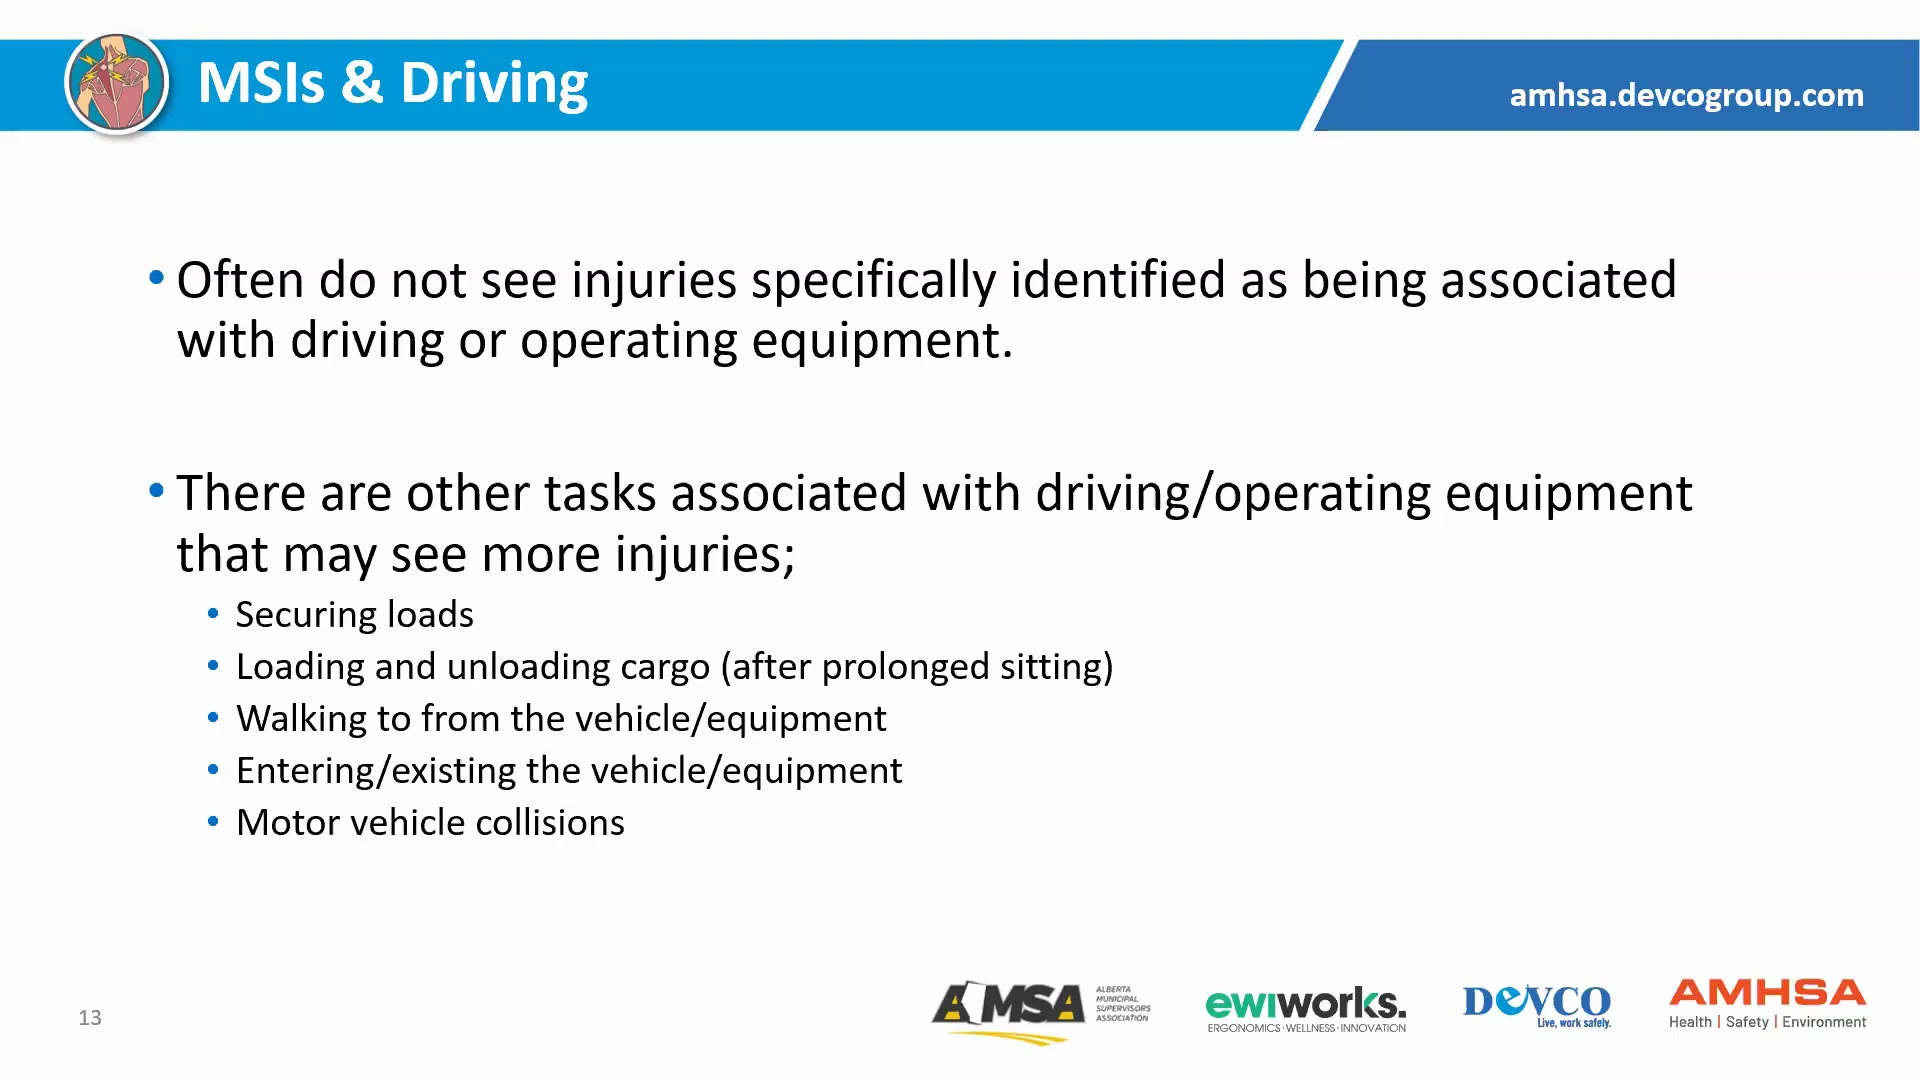 MSIs & Driving
amhsa.devcogroup.com
• Often do not see injuries specifically identified as being associated
with driving or operating equipment.
• There are other tasks associated with driving/operating equipment
that may see more injuries;
• Securing loads
• Loading and unloading cargo (after prolonged sitting)
• Walking to from the vehicle/equipment
• Entering/existing the vehicle/equipment
• Motor vehicle collisions
13
AMSA
ALBERTA
MUNICIPAL
SUPERVISORS
ASSOCIATION
ewiworks.
ERGONOMICS·WELLNESS·INNOVATION
DEVCO
Live, work safely.
AMHSA
Health | Safety | Environment